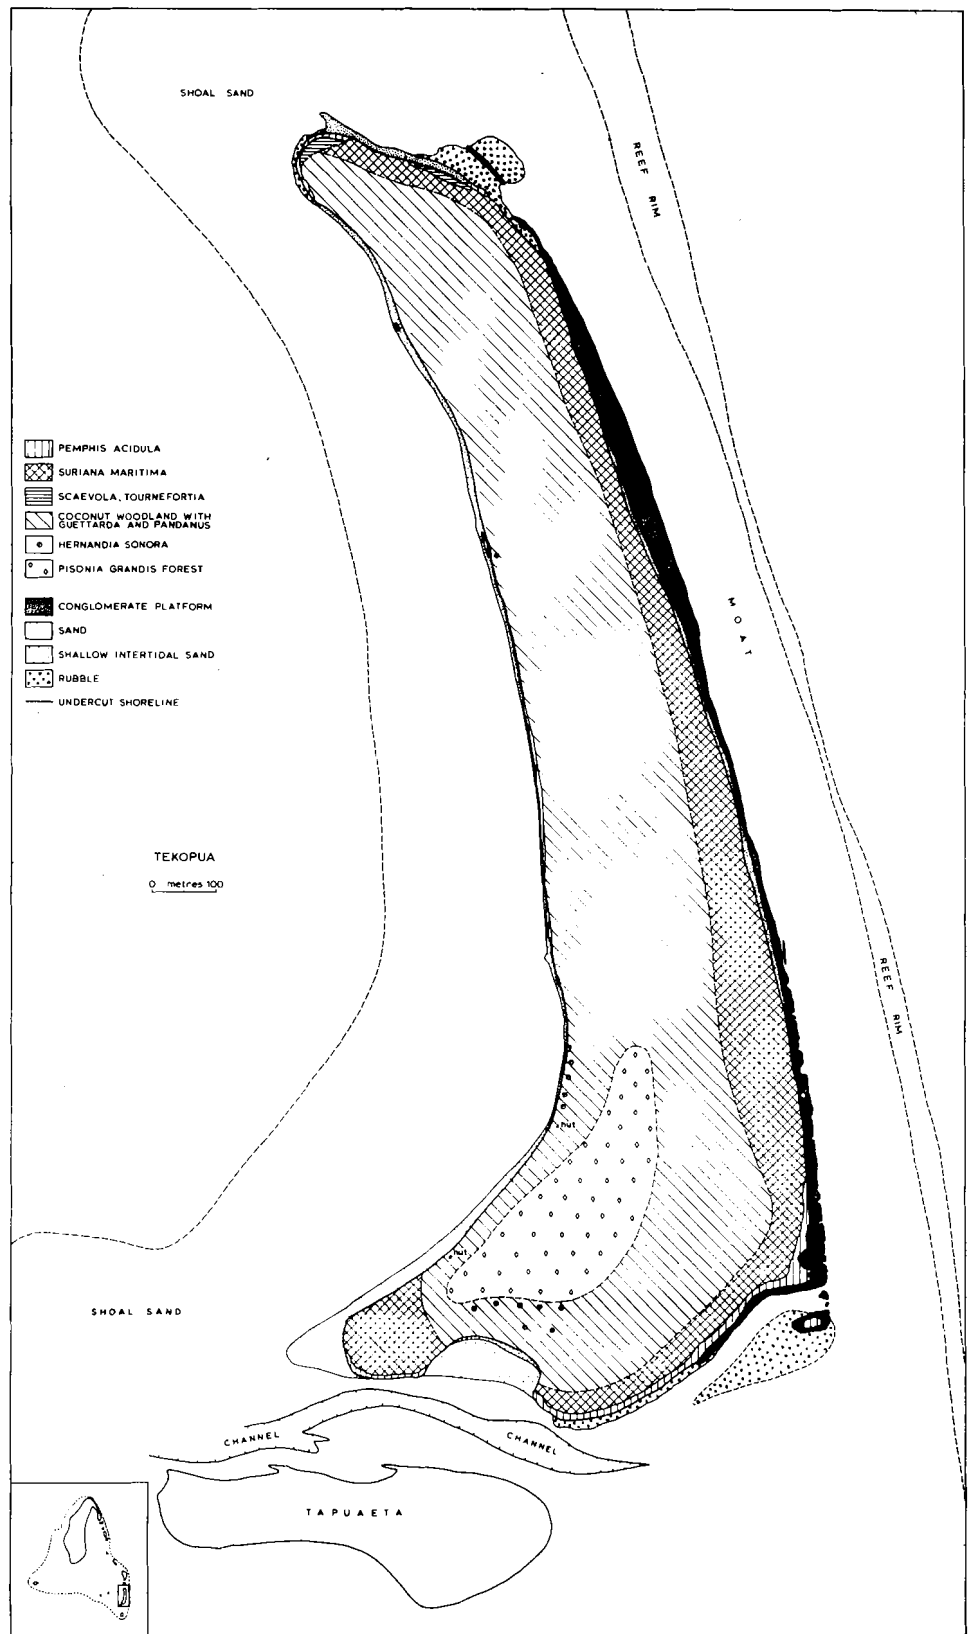 SHOAL SAND
REEF RIM
PEMPHIS ACIDULA
SURIANA MARITIMA
SCAEVOLA, TOURNEFORTIA
COCONUT WOODLAND WITH
GUETTARDA AND PANDANUS
HERNANDIA SONORA
PISONIA GRANDIS FOREST
CONGLOMERATE PLATFORM
SAND
SHALLOW INTERTIDAL SAND
RUBBLE
UNDERCUT SHORELINE
MOAT
TEKOPUA
0 metres 100
REEF RIM
hut
hut
SHOAL SAND
CHANNEL
CHANNEL
TAPUAETA